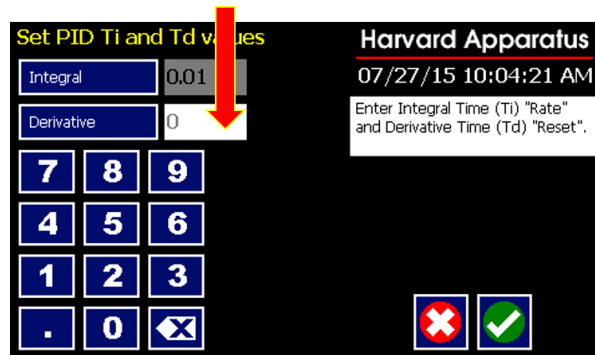 Set PID Ti and Td values
Harvard Apparatus
Integral 0.01
07/27/15 10:04:21 AM
Derivative 0
Enter Integral Time (Ti) "Rate"
and Derivative Time (Td) "Reset".
7 8 9
4 5 6
1 2 3
. 0